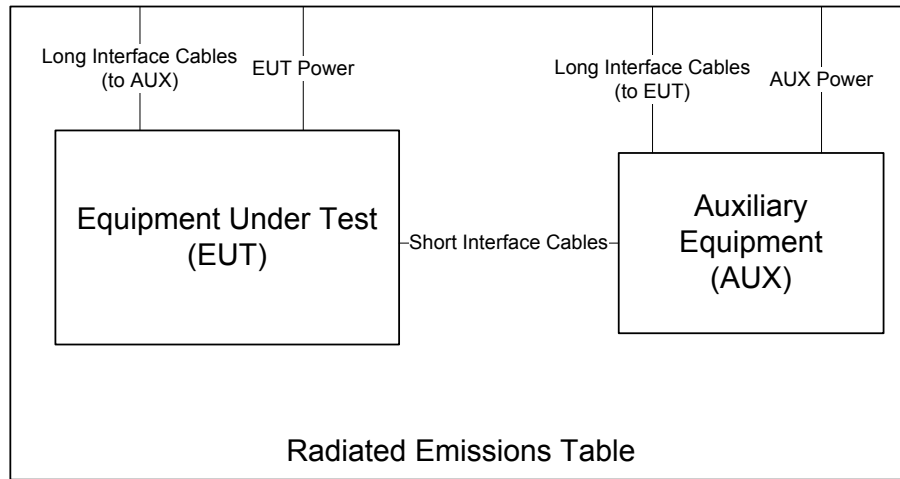 Long Interface Cables
(to AUX)
EUT Power
Long Interface Cables
(to EUT)
AUX Power
Equipment Under Test
(EUT)
Short Interface Cables
Auxiliary
Equipment
(AUX)
Radiated Emissions Table